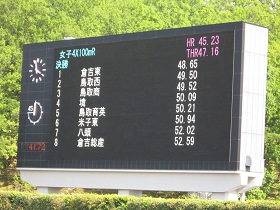 女子4X100mR
HR 45.23
決勝
THR47.16
1 倉吉東 48.65
2 鳥取西 49.50
3 鳥取商 49.52
4 境 50.09
5 鳥取育英 50.21
6 米子東 50.94
7 八頭 52.02
8 倉吉総産 52.59